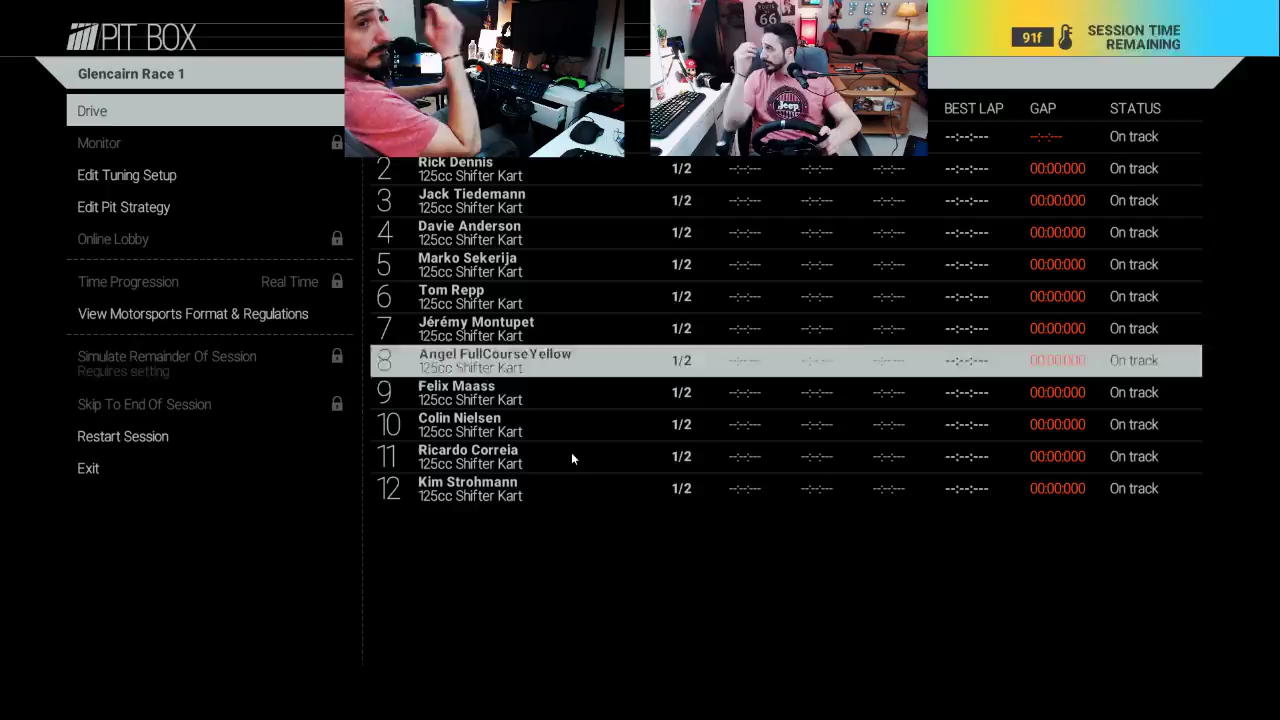 PIT BOX
91f
SESSION TIME
REMAINING
Glencairn Race 1
BEST LAP GAP STATUS
Drive
Monitor
Edit Tuning Setup
Edit Pit Strategy
Online Lobby
Time Progression Real Time
View Motorsports Format & Regulations
Simulate Remainder Of Session
Requires setting
Skip To End Of Session
Restart Session
Exit
--:--:--- --:--:--- On track
2 Rick Dennis 1/2 --:--:--- --:--:--- --:--:--- --:--:--- 00:00:000 On track
125cc Shifter Kart
3 Jack Tiedemann 1/2 --:--:--- --:--:--- --:--:--- --:--:--- 00:00:000 On track
125cc Shifter Kart
4 Davie Anderson 1/2 --:--:--- --:--:--- --:--:--- --:--:--- 00:00:000 On track
125cc Shifter Kart
5 Marko Sekerija 1/2 --:--:--- --:--:--- --:--:--- --:--:--- 00:00:000 On track
125cc Shifter Kart
6 Tom Repp 1/2 --:--:--- --:--:--- --:--:--- --:--:--- 00:00:000 On track
125cc Shifter Kart
7 Jérémy Montupet 1/2 --:--:--- --:--:--- --:--:--- --:--:--- 00:00:000 On track
125cc Shifter Kart
8 Angel FullCourseYellow 1/2 --:--:--- --:--:--- --:--:--- --:--:--- 00:00:000 On track
125cc Shifter Kart
9 Felix Maass 1/2 --:--:--- --:--:--- --:--:--- --:--:--- 00:00:000 On track
125cc Shifter Kart
10 Colin Nielsen 1/2 --:--:--- --:--:--- --:--:--- --:--:--- 00:00:000 On track
125cc Shifter Kart
11 Ricardo Correia 1/2 --:--:--- --:--:--- --:--:--- --:--:--- 00:00:000 On track
125cc Shifter Kart
12 Kim Strohmann 1/2 --:--:--- --:--:--- --:--:--- --:--:--- 00:00:000 On track
125cc Shifter Kart
ROUTE
66
Jeep